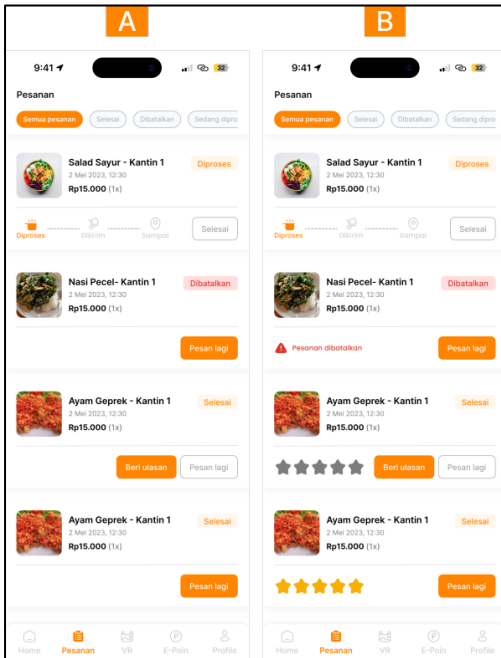 A
B
9:41
32
Pesanan
Semua pesanan
Selesai
Dibatalkan
Sedang dipro
Salad Sayur - Kantin 1
Diproses
2 Mei 2023, 12:30
Rp15.000 (1x)
Diproses
Dikirim
Sampai
Selesai
Nasi Pecel- Kantin 1
Dibatalkan
2 Mei 2023, 12:30
Rp15.000 (1x)
Pesan lagi
Ayam Geprek - Kantin 1
Selesai
2 Mei 2023, 12:30
Rp15.000 (1x)
Beri ulasan
Pesan lagi
Ayam Geprek - Kantin 1
Selesai
2 Mei 2023, 12:30
Rp15.000 (1x)
Pesan lagi
Home
Pesanan
VR
E-Poin
Profile
9:41
32
Pesanan
Semua pesanan
Selesai
Dibatalkan
Sedang dipro
Salad Sayur - Kantin 1
Diproses
2 Mei 2023, 12:30
Rp15.000 (1x)
Diproses
Dikirim
Sampai
Selesai
Nasi Pecel- Kantin 1
Dibatalkan
2 Mei 2023, 12:30
Rp15.000 (1x)
Pesanan dibatalkan
Pesan lagi
Ayam Geprek - Kantin 1
Selesai
2 Mei 2023, 12:30
Rp15.000 (1x)
Beri ulasan
Pesan lagi
Ayam Geprek - Kantin 1
Selesai
2 Mei 2023, 12:30
Rp15.000 (1x)
Pesan lagi
Home
Pesanan
VR
E-Poin
Profile